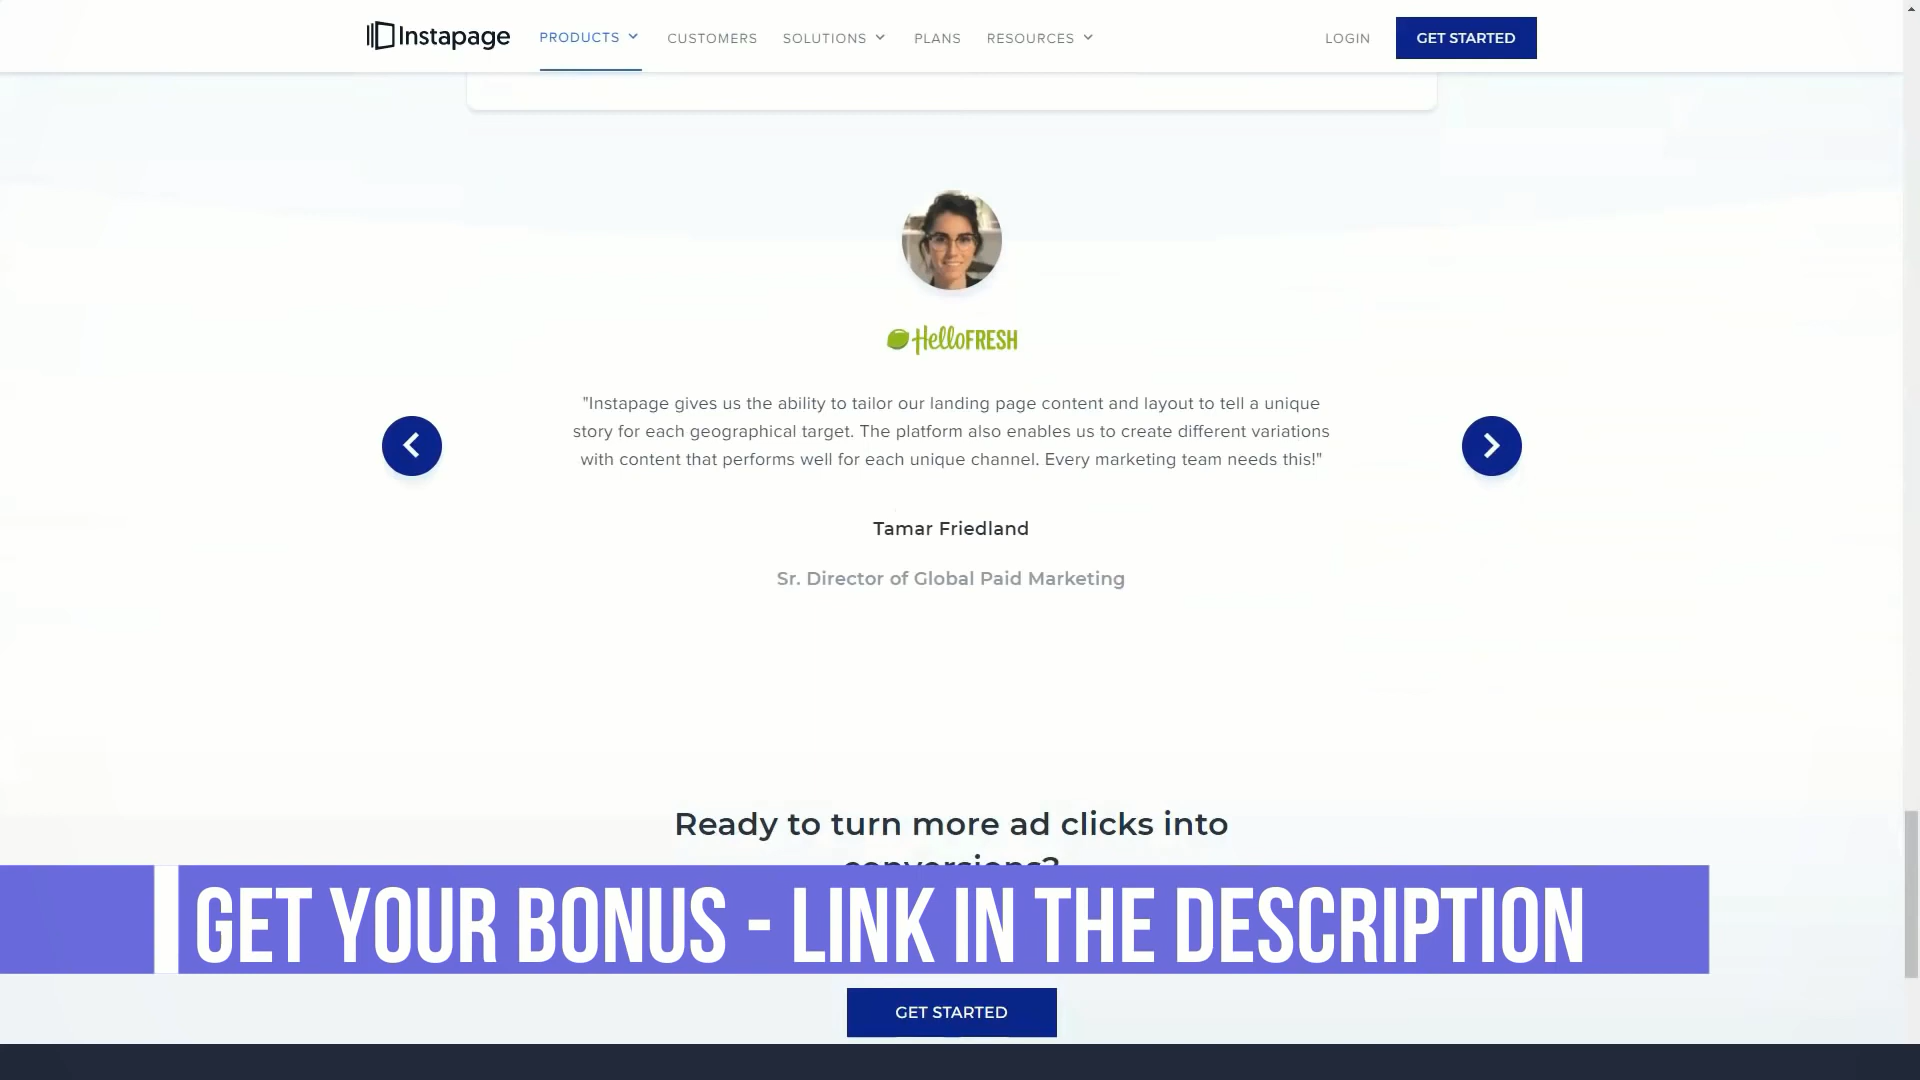 Instapage
PRODUCTS
CUSTOMERS
SOLUTIONS
PLANS
RESOURCES
LOGIN
GET STARTED
HelloFRESH
"Instapage gives us the ability to tailor our landing page content and layout to tell a unique
story for each geographical target. The platform also enables us to create different variations
with content that performs well for each unique channel. Every marketing team needs this!"
Tamar Friedland
Sr. Director of Global Paid Marketing
Ready to turn more ad clicks into
conversions?
GET YOUR BONUS - LINK IN THE DESCRIPTION
GET STARTED